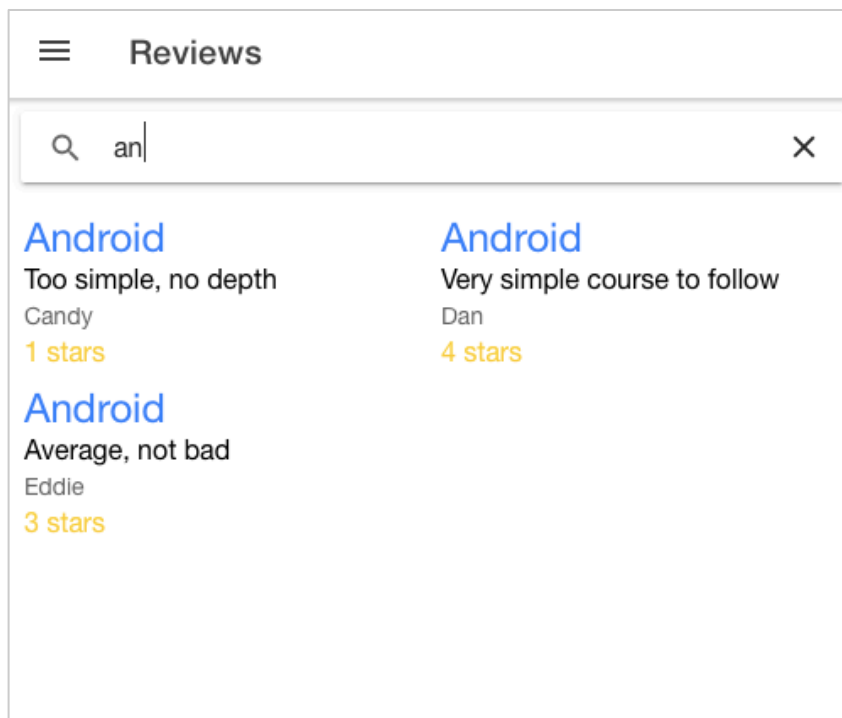 Reviews
an
Android
Too simple, no depth
Candy
1 stars
Android
Very simple course to follow
Dan
4 stars
Android
Average, not bad
Eddie
3 stars